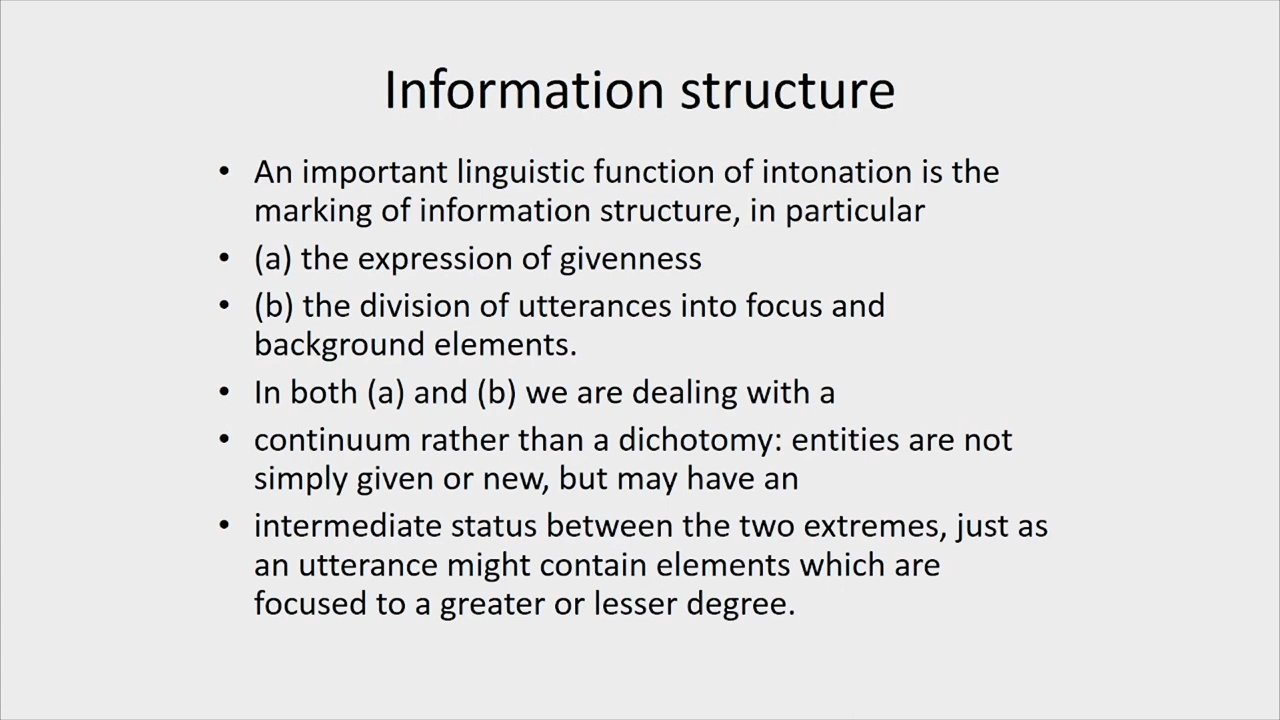 Information structure
• An important linguistic function of intonation is the
marking of information structure, in particular
• (a) the expression of givenness
• (b) the division of utterances into focus and
background elements.
• In both (a) and (b) we are dealing with a
• continuum rather than a dichotomy: entities are not
simply given or new, but may have an
• intermediate status between the two extremes, just as
an utterance might contain elements which are
focused to a greater or lesser degree.